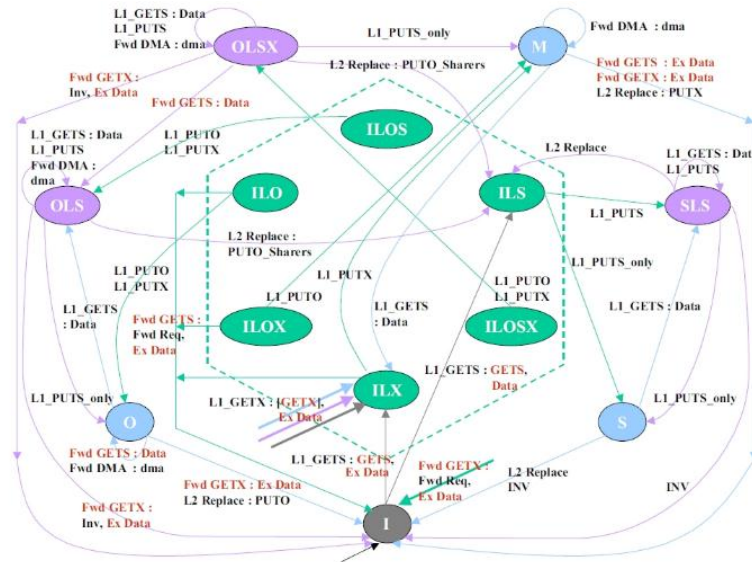 L1_GETS : Data
L1_PUTS
Fwd DMA : dma
OLSX
L1_PUTS_only
M
Fwd DMA : dma
Fwd GETX :
Inv, Ex Data
Fwd GETS : Data
L2 Replace : PUTO_Sharers
Fwd GETS : Ex Data
Fwd GETX : Ex Data
L2 Replace : PUTX
L1_GETS : Data
L1_PUTS
Fwd DMA :
dma
L1_PUTO
L1_PUTX
ILOS
L2 Replace
L1_GETS : Dat
L1_PUTS
OLS
ILO
ILS
SLS
L1_PUTS
L2 Replace :
PUTO_Sharers
L1_PUTS_only
L1_PUTO
L1_PUTX
L1_PUTX
L1_PUTO
L1_PUTX
L1_GETS
: Data
Fwd GETS :
Fwd Req,
Ex Data
L1_PUTO
ILOX
L1_GETS
: Data
ILOSX
L1_GETS : Data
L1_GETS : GETS,
Data
ILX
L1_PUTS_only
L1_GETX : [GETX],
Ex Data
L1_PUTS_only
O
S
L1_GETS : GETS,
Ex Data
Fwd GETS : Data
Fwd DMA : dma
Fwd GETX :
Fwd Req,
Ex Data
L2 Replace
INV
Fwd GETX : Ex Data
L2 Replace : PUTO
INV
Fwd GETX :
Inv, Ex Data
I